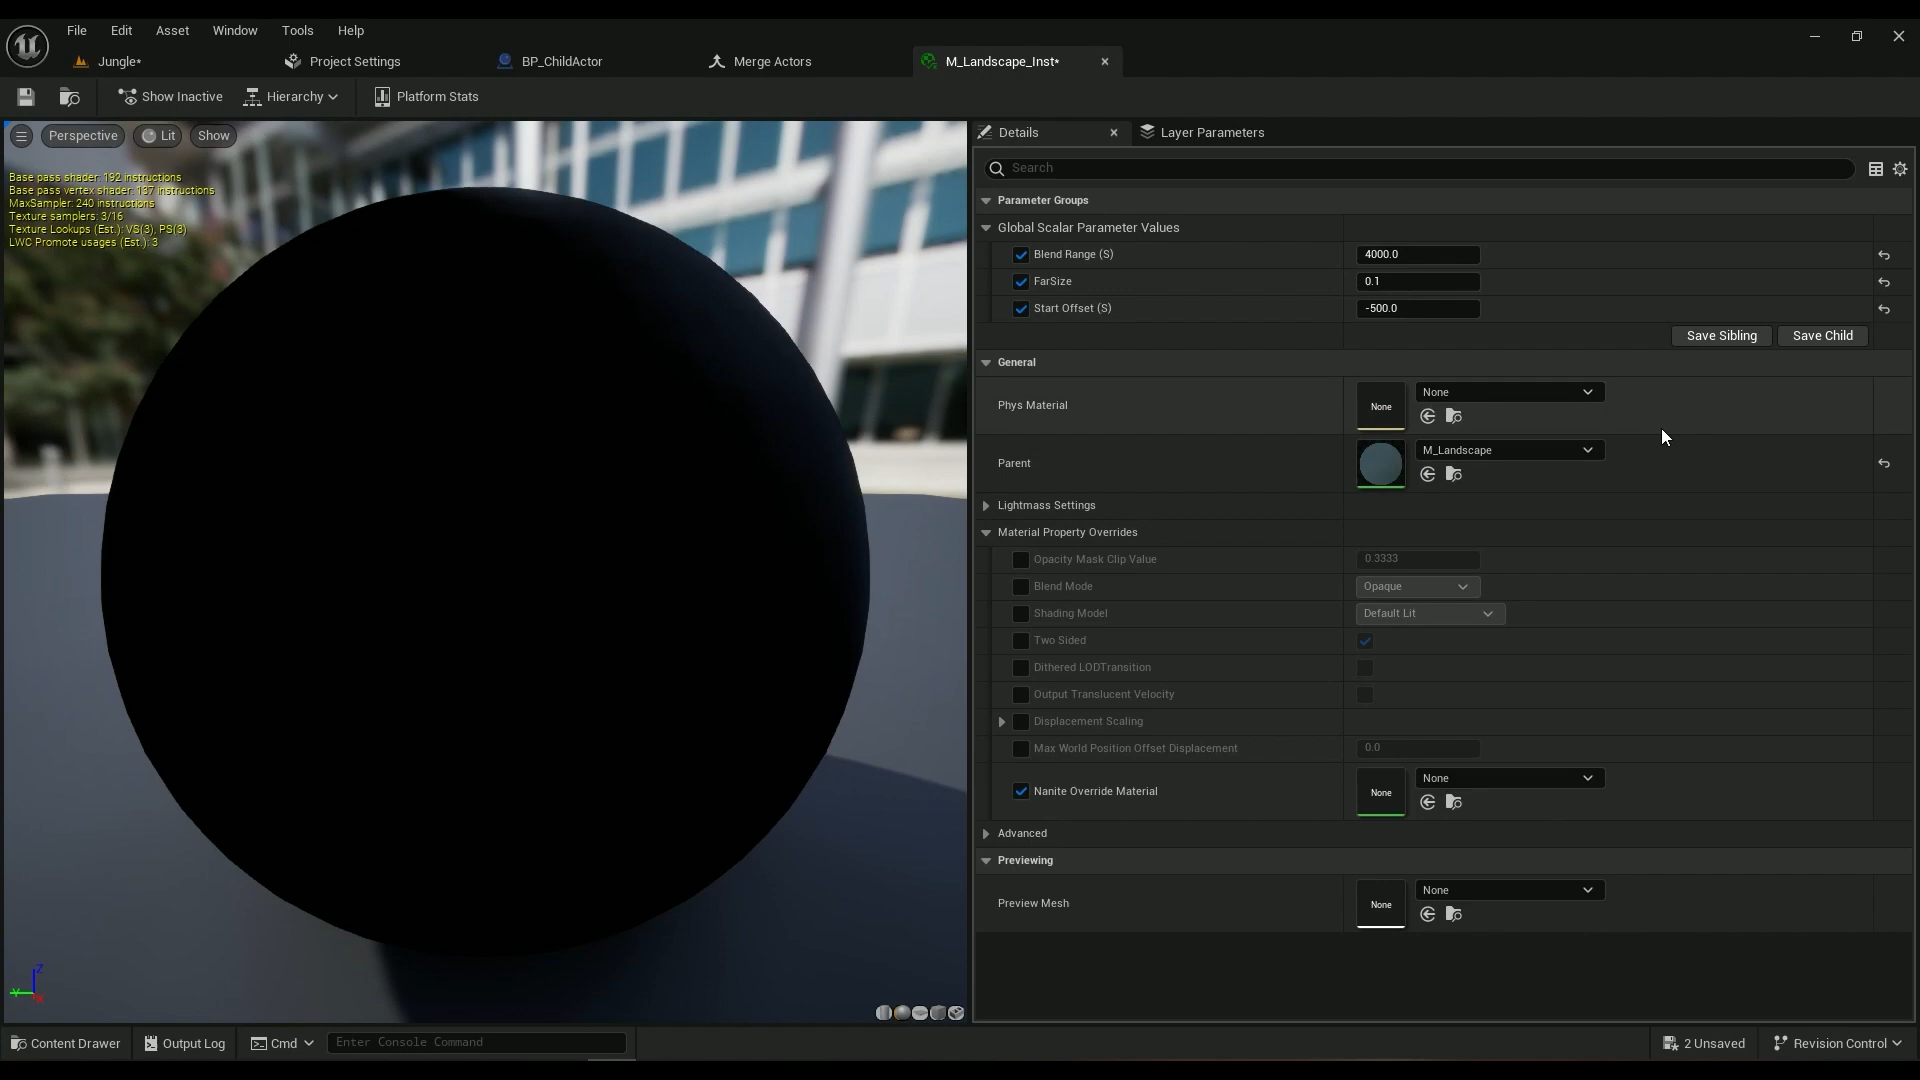 File Edit Asset Window Tools Help
Jungle* Project Settings BP_ChildActor Merge Actors M_Landscape_Inst*
Show Inactive Hierarchy Platform Stats
Perspective Lit Show
Base pass shader: 192 instructions
Base pass vertex shader: 137 instructions
MaxSampler: 240 instructions
Texture samplers: 3/16
Texture Lookups (Est.): VS(3), PS(3)
LWC Promote usages (Est.): 3
Z
Y
Details Layer Parameters
Search
Parameter Groups
Global Scalar Parameter Values
Blend Range (S) 4000.0
FarSize 0.1
Start Offset (S) -500.0
Save Sibling Save Child
General
Phys Material None None
Parent M_Landscape
Lightmass Settings
Material Property Overrides
Opacity Mask Clip Value 0.3333
Blend Mode Opaque
Shading Model Default Lit
Two Sided
Dithered LODTransition
Output Translucent Velocity
Displacement Scaling
Max World Position Offset Displacement 0.0
Nanite Override Material None None
Advanced
Previewing
Preview Mesh None None
Content Drawer Output Log Cmd Enter Console Command 2 Unsaved Revision Control